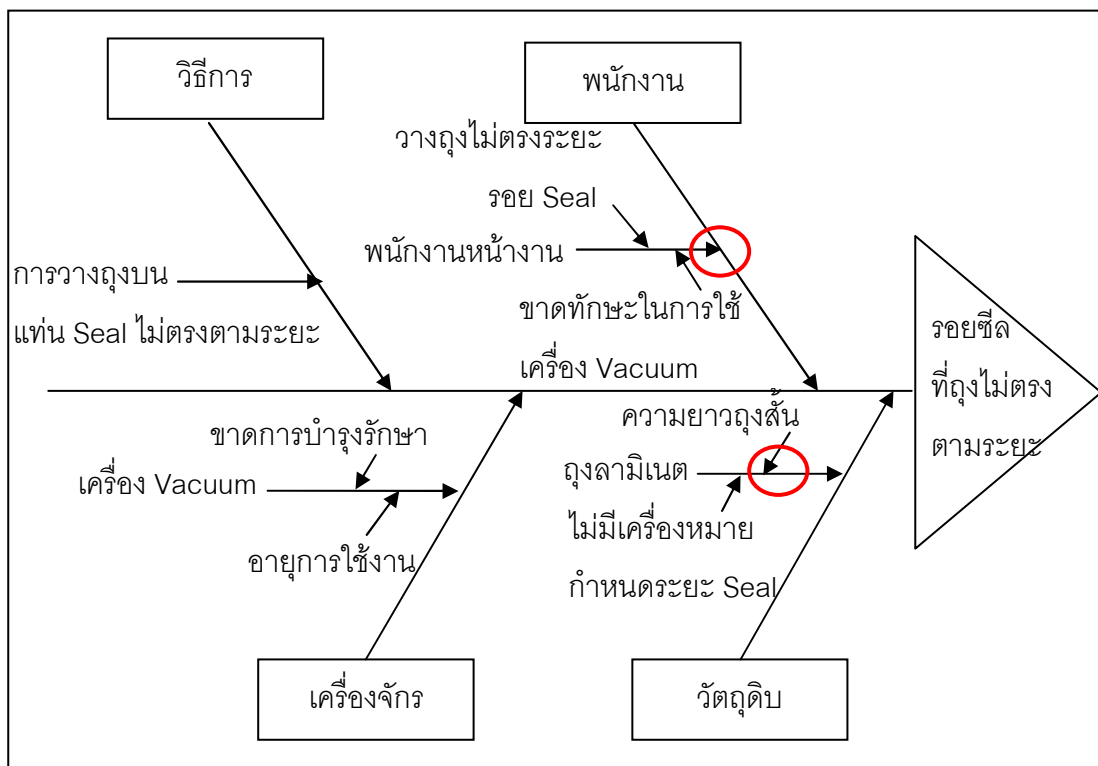 วิธีการ
พนักงาน
วางถุงไม่ตรงระยะ
รอย Seal
พนักงานหน้างาน
การวางถุงบน
แท่น Seal ไม่ตรงตามระยะ
ขาดทักษะในการใช้
เครื่อง Vacuum
รอยซีล
ที่ถุงไม่ตรง
ตามระยะ
ขาดการบำรุงรักษา
เครื่อง Vacuum
อายุการใช้งาน
ความยาวถุงสั้น
ถุงลามิเนต
ไม่มีเครื่องหมาย
กำหนดระยะ Seal
เครื่องจักร
วัตถุดิบ